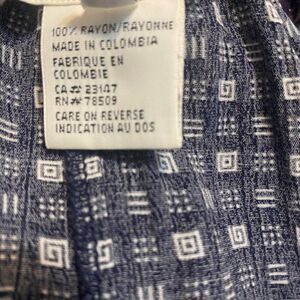 100% RAYON/RAYONNE
MADE IN COLOMBIA
FABRIQUE EN
COLOMBIE
CA# 23147
RN# 78509
CARE ON REVERSE
INDICATION AU DOS